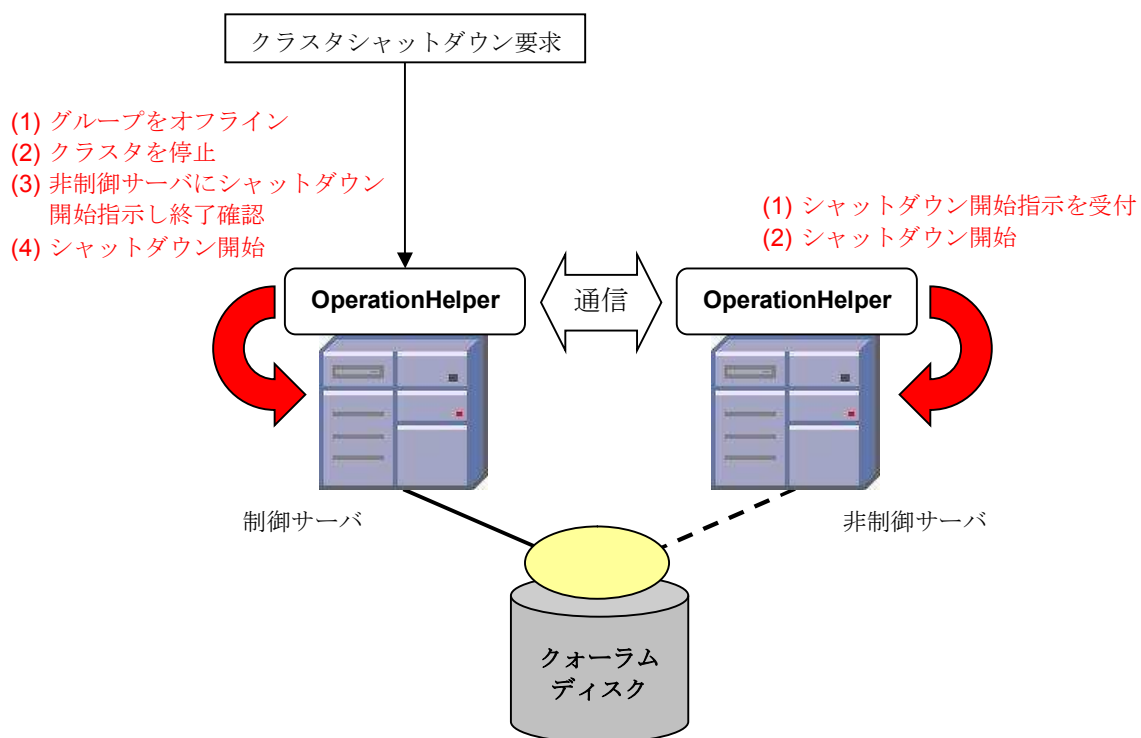 クラスタシャットダウン要求
(1) グループをオフライン
(2) クラスタを停止
(3) 非制御サーバにシャットダウン
開始指示し終了確認
(4) シャットダウン開始
(1) シャットダウン開始指示を受付
(2) シャットダウン開始
OperationHelper
通信
OperationHelper
制御サーバ
非制御サーバ
クォーラム
ディスク